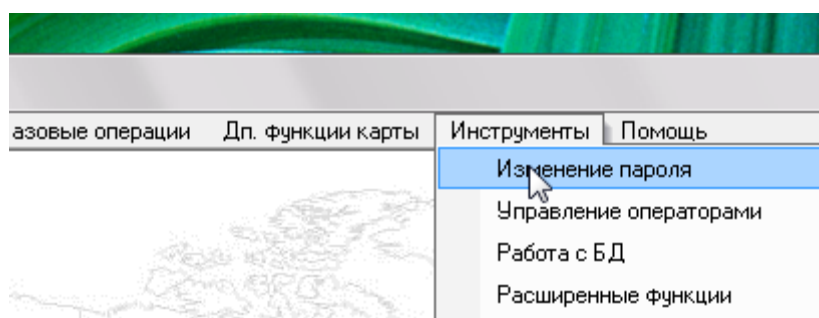 азовые операции Дп. функции карты Инструменты Помощь
Изменение пароля
Управление операторами
Работа с БД
Расширенные функции